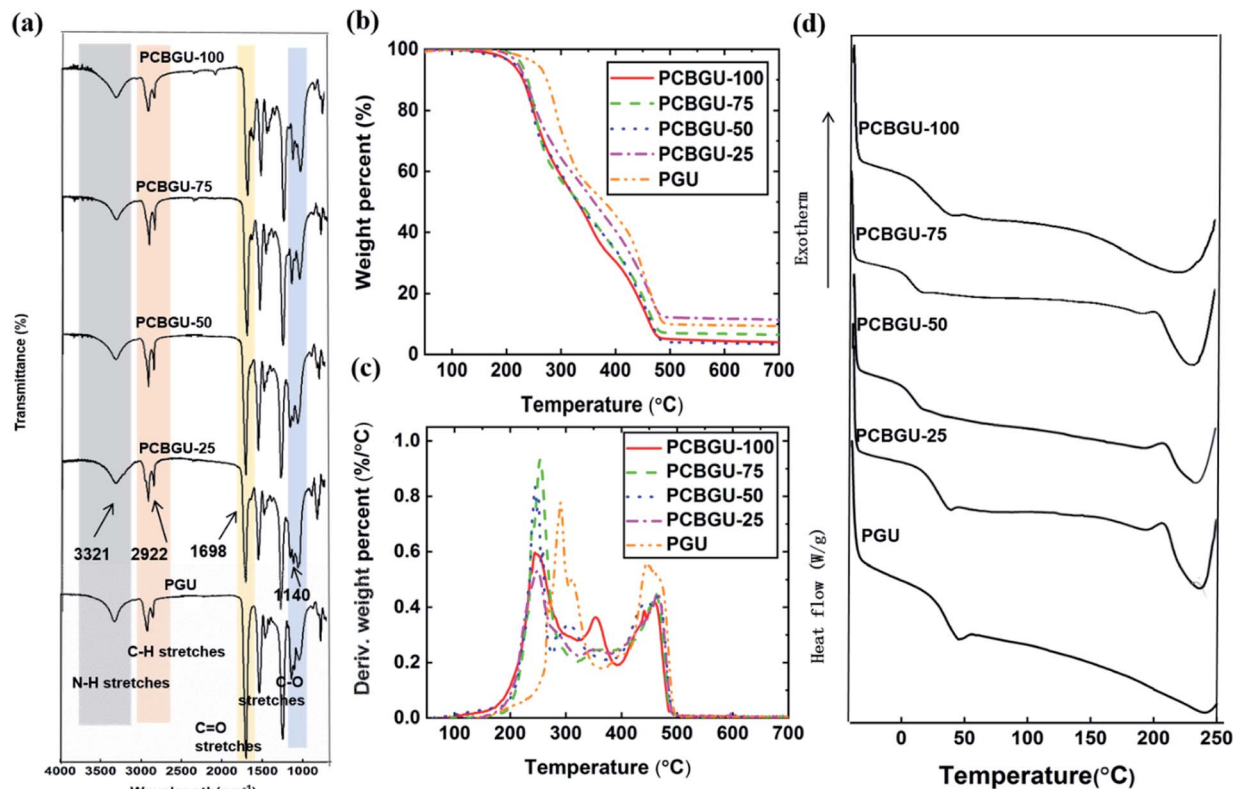 (a)
PCBGU-100
PCBGU-75
PCBGU-50
PCBGU-25
3321
2922
1698
1140
PGU
C-H stretches
N-H stretches
C-O
stretches
C=O
stretches
Transmittance (%)
4000 3500 3000 2500 2000 1500 1000
(b)
100
80
60
40
20
0
Weight percent (%)
PCBGU-100
PCBGU-75
PCBGU-50
PCBGU-25
PGU
100 200 300 400 500 600 700
Temperature (°C)
(c)
1.0
0.8
0.6
0.4
0.2
0.0
Deriv. weight percent (%/°C)
PCBGU-100
PCBGU-75
PCBGU-50
PCBGU-25
PGU
100 200 300 400 500 600 700
Temperature (°C)
(d)
PCBGU-100
PCBGU-75
PCBGU-50
PCBGU-25
PGU
Exotherm
Heat flow (W/g)
0 50 100 150 200 250
Temperature(°C)